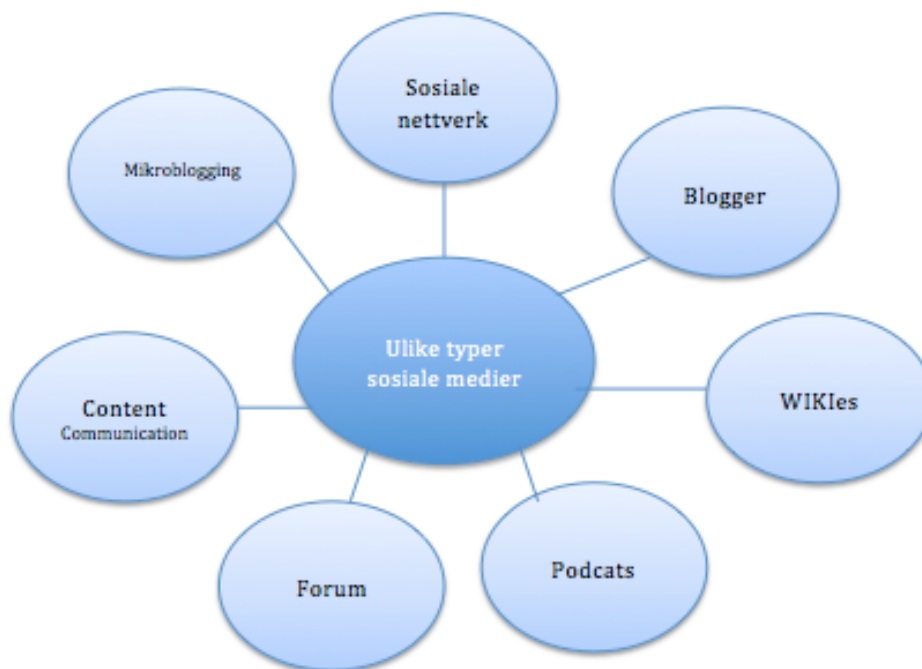 Sosiale
nettverk
Mikroblogging
Blogger
Ulike typer
sosiale medier
WIKIes
Content
Communication
Podcats
Forum